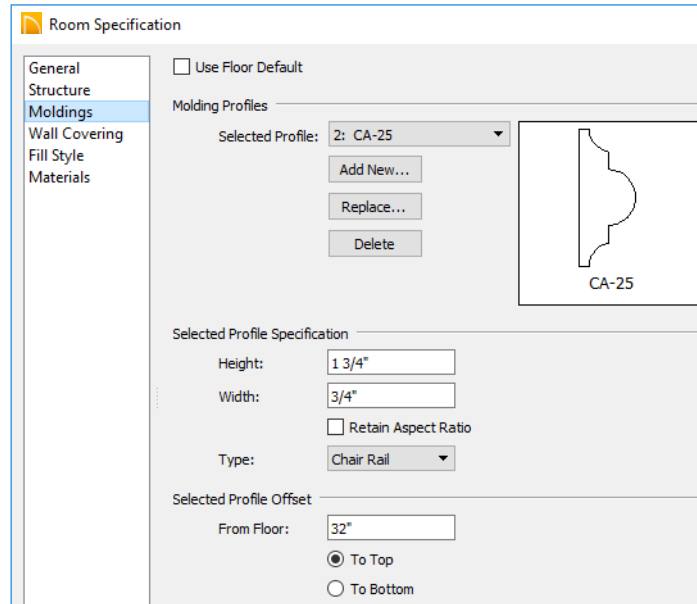 Room Specification
General
Structure
Moldings
Wall Covering
Fill Style
Materials
Use Floor Default
Molding Profiles
Selected Profile: 2: CA-25
Add New...
Replace...
Delete
CA-25
Selected Profile Specification
Height: 1 3/4"
Width: 3/4"
Retain Aspect Ratio
Type: Chair Rail
Selected Profile Offset
From Floor: 32"
To Top
To Bottom